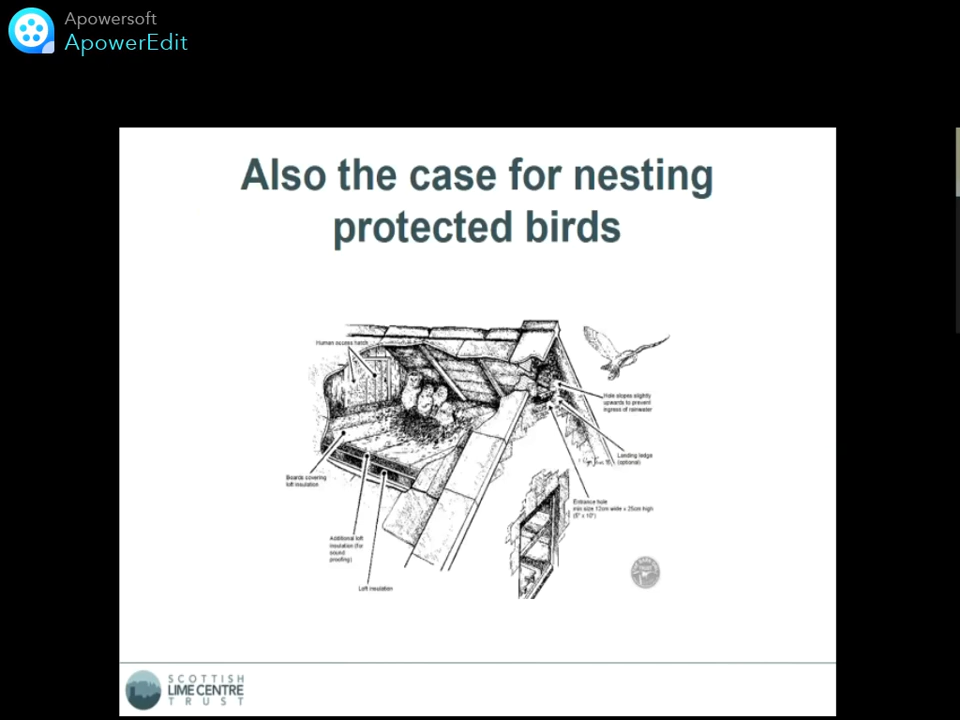 Apowersoft
ApowerEdit
Also the case for nesting
protected birds
Human access hatch
Hole slopes slightly
upwards to prevent
ingress of rainwater
Landing ledge
(optional)
Boards covering
loft insulation
Entrance hole
min size 12cm wide x 25cm high
(5" x 10")
Additional loft
insulation (for
sound
proofing)
Loft insulation
SCOTTISH
LIME CENTRE
TRUST